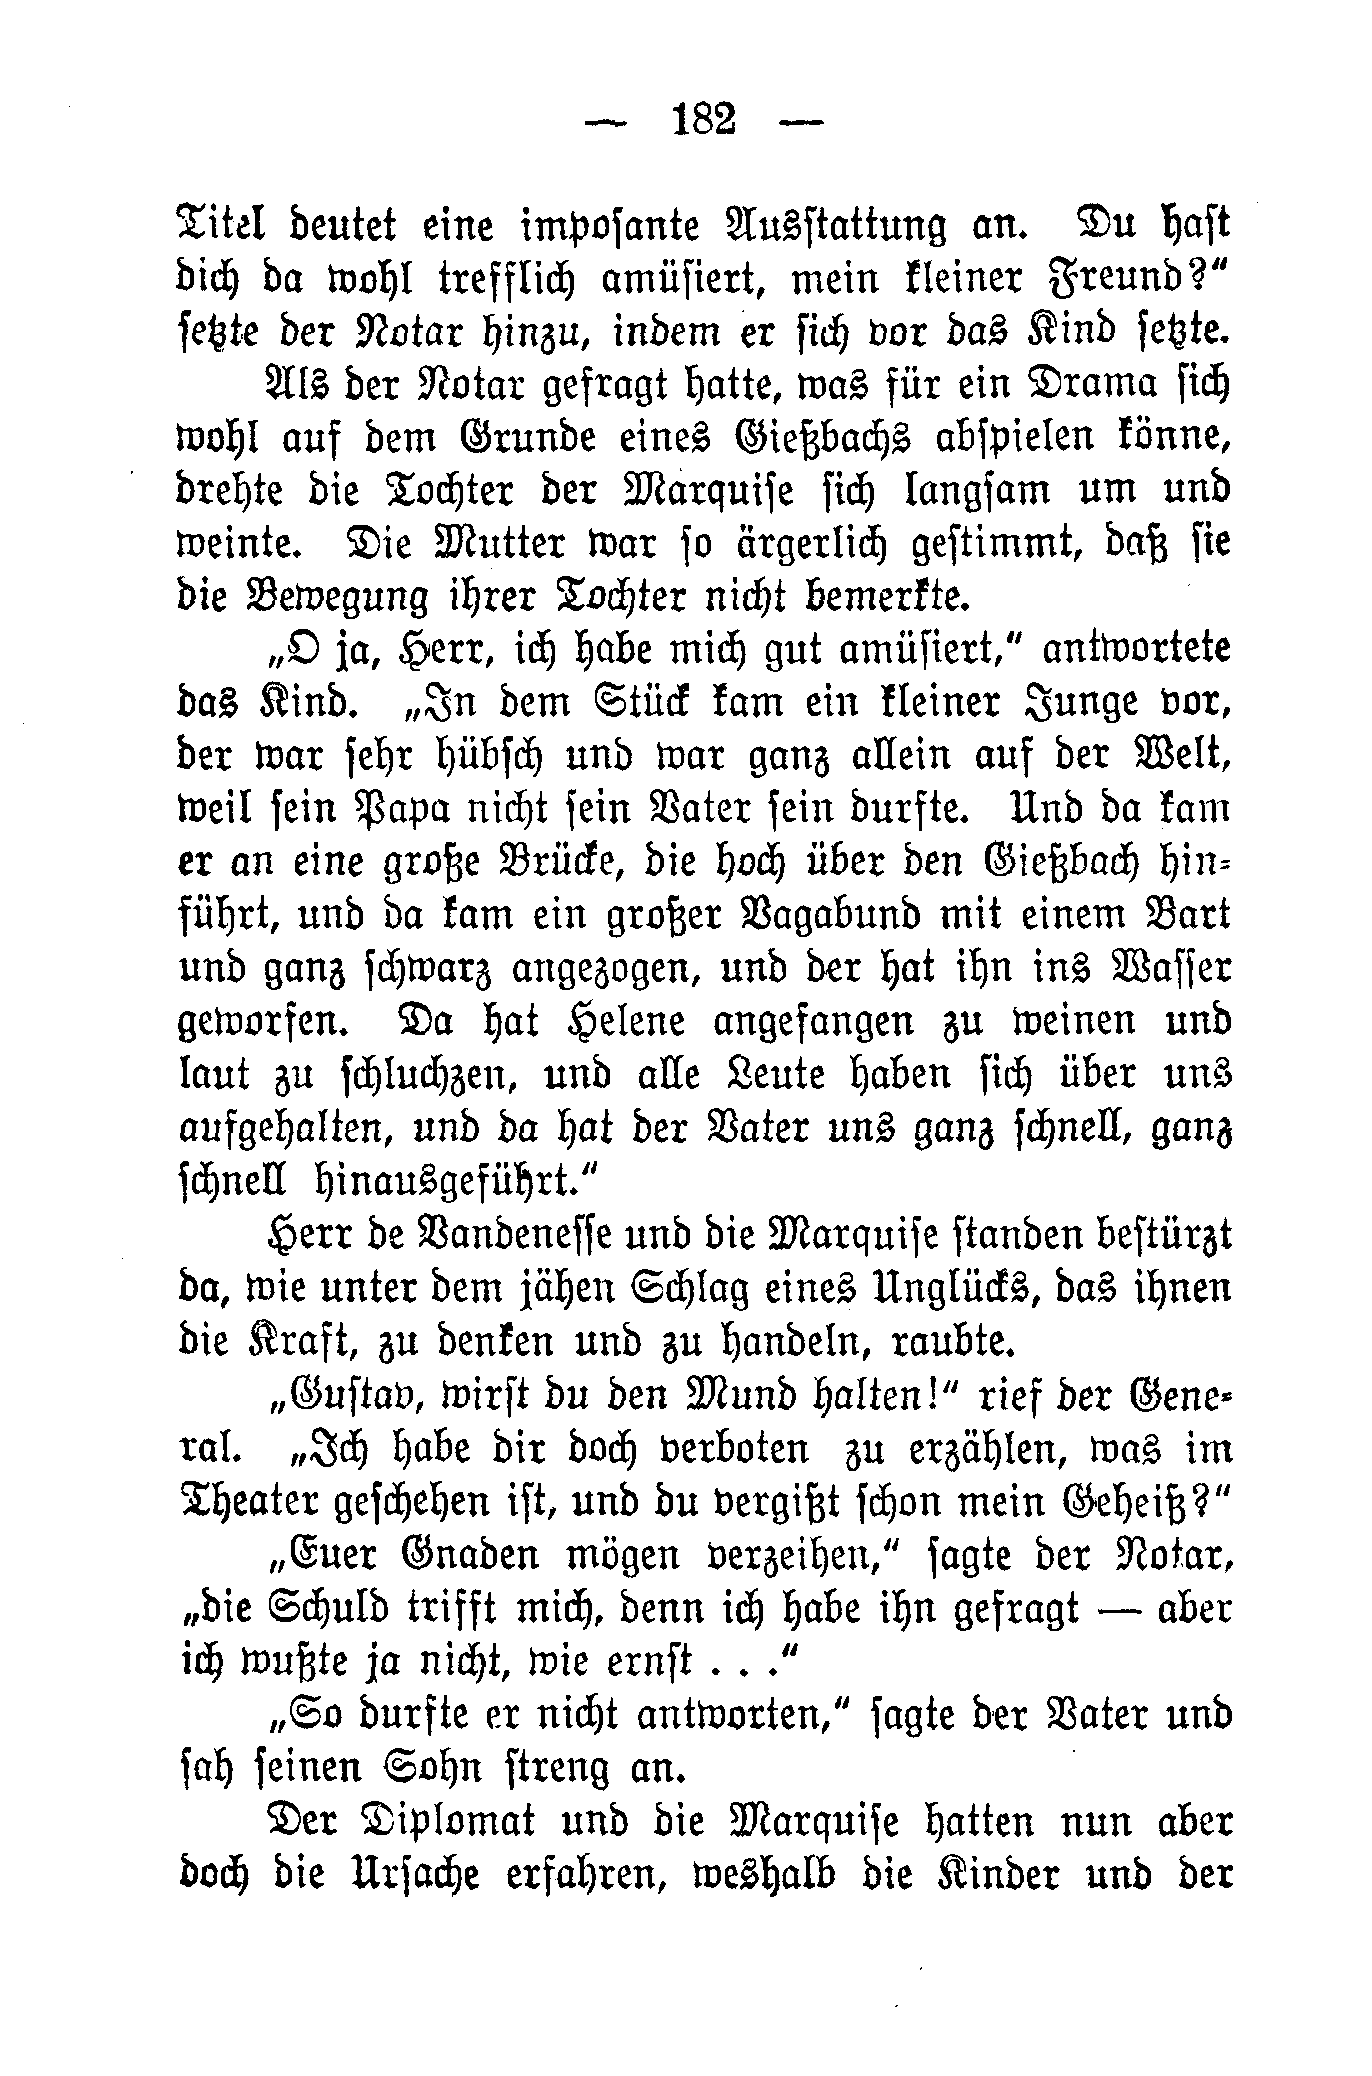 — 182 —
Titel deutet eine imposante Ausstattung an. Du hast
dich da wohl trefflich amüsiert, mein kleiner Freund?“
setzte der Notar hinzu, indem er sich vor das Kind setzte.
Als der Notar gefragt hatte, was für ein Drama sich
wohl auf dem Grunde eines Gießbachs abspielen könne,
drehte die Tochter der Marquise sich langsam um und
weinte. Die Mutter war so ärgerlich gestimmt, daß sie
die Bewegung ihrer Tochter nicht bemerkte.
„O ja, Herr, ich habe mich gut amüsiert,“ antwortete
das Kind. „In dem Stück kam ein kleiner Junge vor,
der war sehr hübsch und war ganz allein auf der Welt,
weil sein Papa nicht sein Vater sein durfte. Und da kam
er an eine große Brücke, die hoch über den Gießbach hin-
führt, und da kam ein großer Vagabund mit einem Bart
und ganz schwarz angezogen, und der hat ihn ins Wasser
geworfen. Da hat Helene angefangen zu weinen und
laut zu schluchzen, und alle Leute haben sich über uns
aufgehalten, und da hat der Vater uns ganz schnell, ganz
schnell hinausgeführt.“
Herr de Vandenesse und die Marquise standen bestürzt
da, wie unter dem jähen Schlag eines Unglücks, das ihnen
die Kraft, zu denken und zu handeln, raubte.
„Gustav, wirst du den Mund halten!“ rief der Gene-
ral. „Ich habe dir doch verboten zu erzählen, was im
Theater geschehen ist, und du vergißt schon mein Geheiß?“
„Euer Gnaden mögen verzeihen,“ sagte der Notar,
„die Schuld trifft mich, denn ich habe ihn gefragt — aber
ich wußte ja nicht, wie ernst . . .“
„So durfte er nicht antworten,“ sagte der Vater und
sah seinen Sohn streng an.
Der Diplomat und die Marquise hatten nun aber
doch die Ursache erfahren, weshalb die Kinder und der